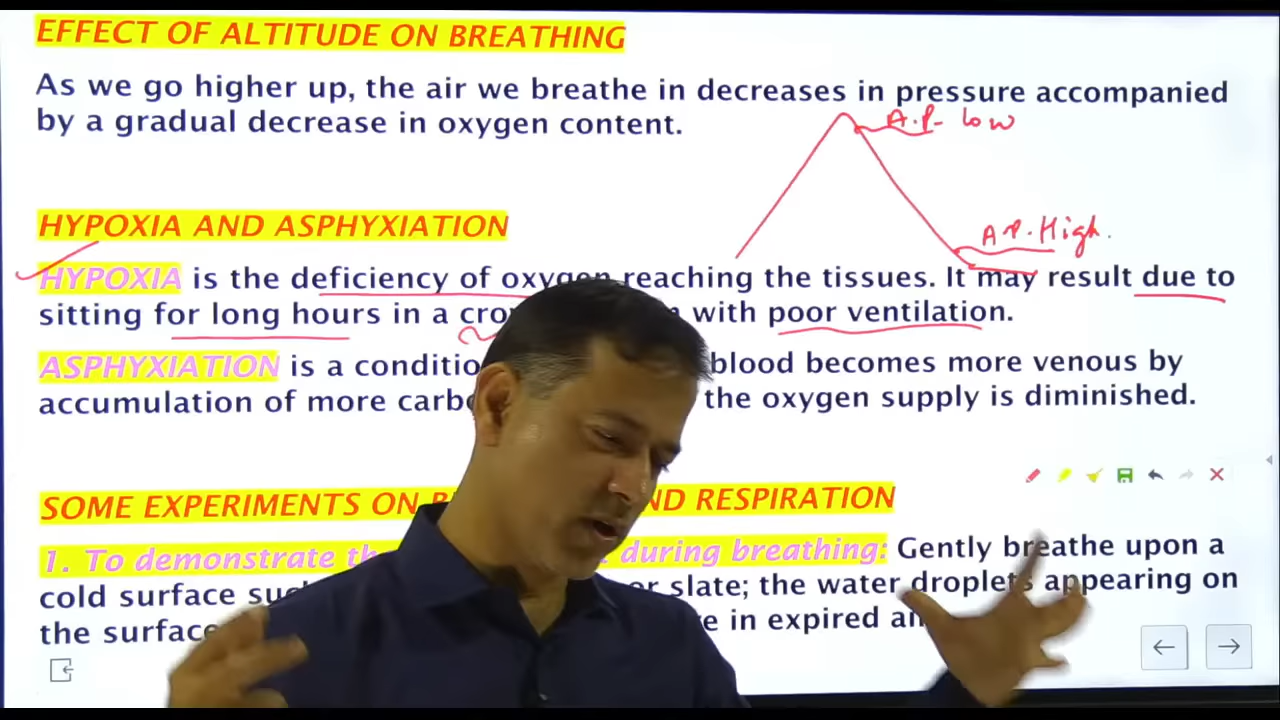 EFFECT OF ALTITUDE ON BREATHING
As we go higher up, the air we breathe in decreases in pressure accompanied
by a gradual decrease in oxygen content.
A.P- low
HYPOXIA AND ASPHYXIATION
A.P. High.
HYPOXIA is the deficiency of oxygen reaching the tissues. It may result due to
sitting for long hours in a with poor ventilation.
ASPHYXIATION is a blood becomes more venous by
accumulation of more the oxygen supply is diminished.
SOME EXPERIMENTS ON AND RESPIRATION
1. To demonstrate during breathing: Gently breathe upon a
cold surface or slate; the water droplets appearing on
the surface in expired